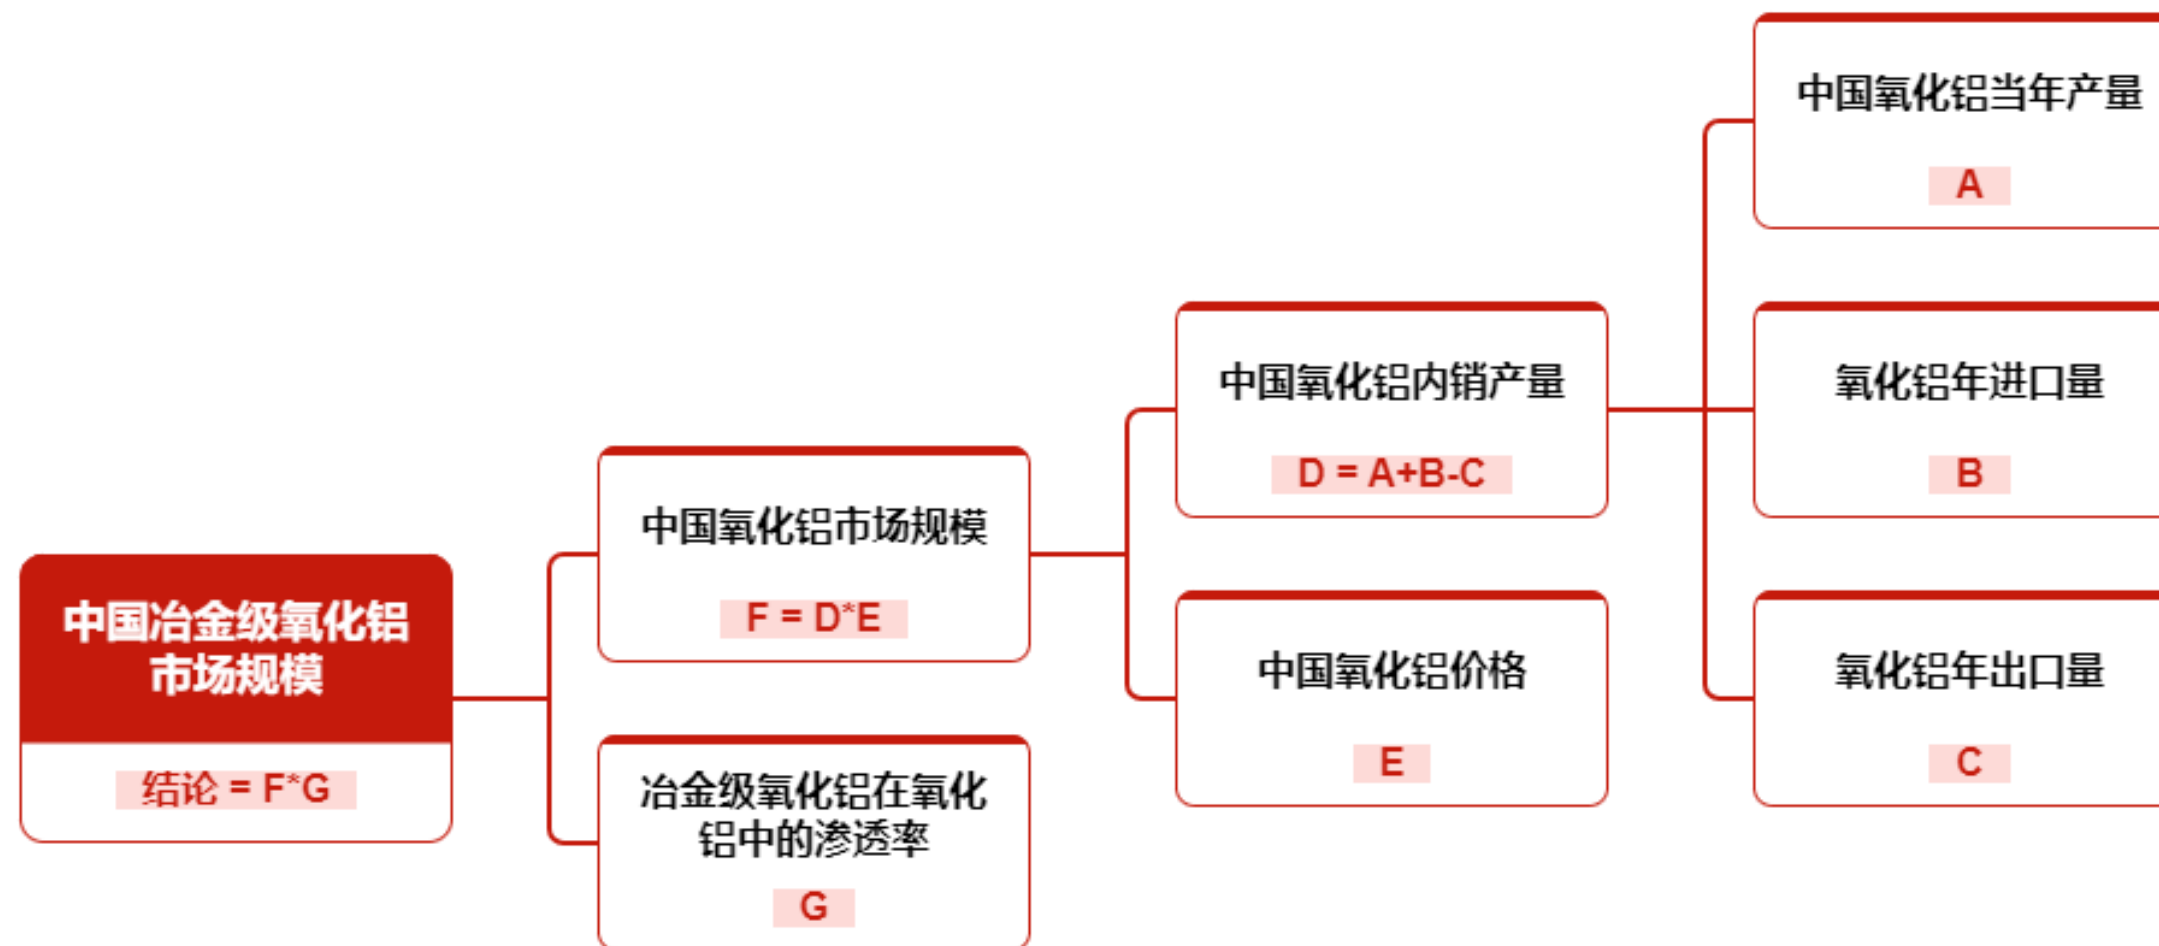 中国冶金级氧化铝
市场规模
结论 = F*G
中国氧化铝市场规模
F = D*E
冶金级氧化铝在氧化
铝中的渗透率
G
中国氧化铝内销产量
D = A+B-C
中国氧化铝价格
E
中国氧化铝当年产量
A
氧化铝年进口量
B
氧化铝年出口量
C